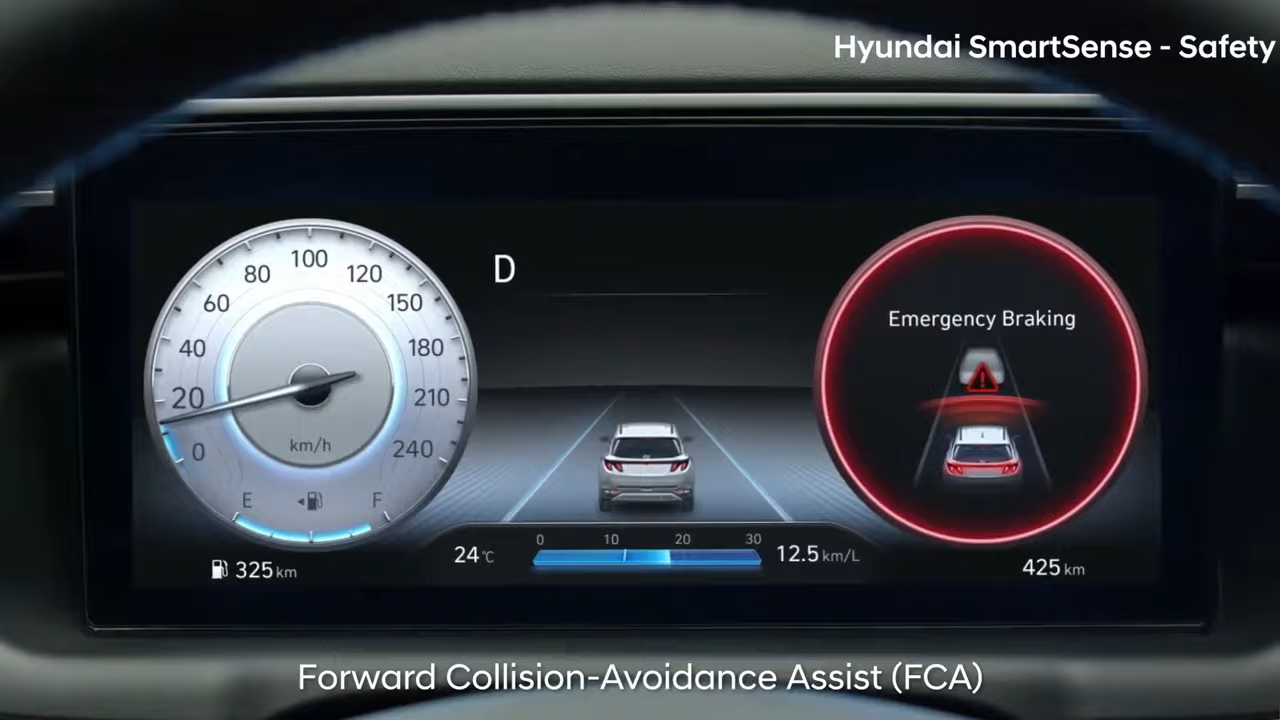 Hyundai SmartSense - Safety
D
100
80
120
60
150
40
180
20
210
0
240
km/h
E
F
325 km
24°C
0 10 20 30
12.5 km/L
Emergency Braking
425 km
Forward Collision-Avoidance Assist (FCA)